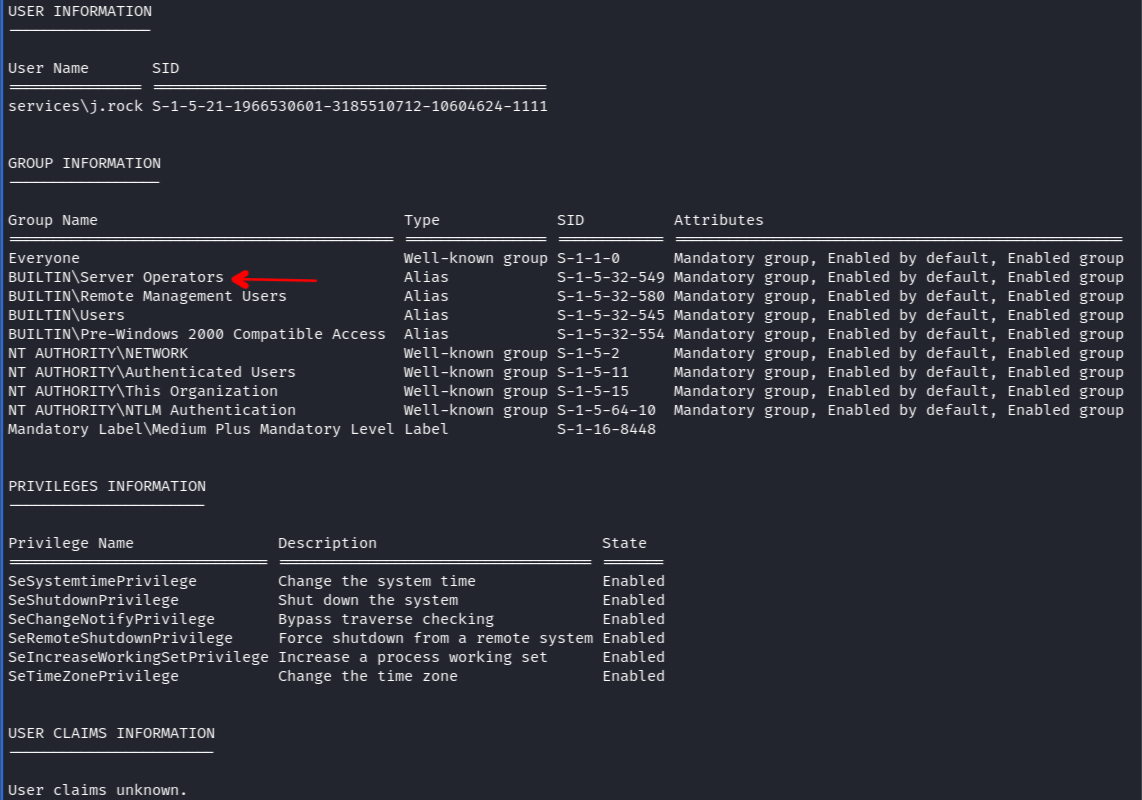 USER INFORMATION
User Name SID
services\j.rock S-1-5-21-1966530601-3185510712-10604624-1111
GROUP INFORMATION
Group Name Type SID Attributes
Everyone Well-known group S-1-1-0 Mandatory group, Enabled by default, Enabled group
BUILTIN\Server Operators Alias S-1-5-32-549 Mandatory group, Enabled by default, Enabled group
BUILTIN\Remote Management Users Alias S-1-5-32-580 Mandatory group, Enabled by default, Enabled group
BUILTIN\Users Alias S-1-5-32-545 Mandatory group, Enabled by default, Enabled group
BUILTIN\Pre-Windows 2000 Compatible Access Alias S-1-5-32-554 Mandatory group, Enabled by default, Enabled group
NT AUTHORITY\NETWORK Well-known group S-1-5-2 Mandatory group, Enabled by default, Enabled group
NT AUTHORITY\Authenticated Users Well-known group S-1-5-11 Mandatory group, Enabled by default, Enabled group
NT AUTHORITY\This Organization Well-known group S-1-5-15 Mandatory group, Enabled by default, Enabled group
NT AUTHORITY\NTLM Authentication Well-known group S-1-5-64-10 Mandatory group, Enabled by default, Enabled group
Mandatory Label\Medium Plus Mandatory Level Label S-1-16-8448
PRIVILEGES INFORMATION
Privilege Name Description State
SeSystemtimePrivilege Change the system time Enabled
SeShutdownPrivilege Shut down the system Enabled
SeChangeNotifyPrivilege Bypass traverse checking Enabled
SeRemoteShutdownPrivilege Force shutdown from a remote system Enabled
SeIncreaseWorkingSetPrivilege Increase a process working set Enabled
SeTimeZonePrivilege Change the time zone Enabled
USER CLAIMS INFORMATION
User claims unknown.